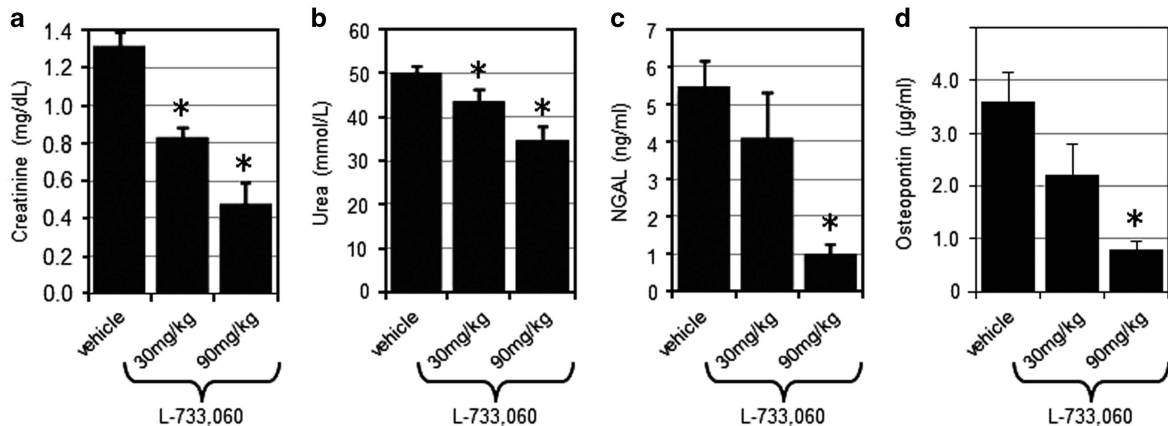 a
Creatinine (mg/dL)
1.4
1.2
1.0
0.8
0.6
0.4
0.2
0.0
*
*
vehicle
30mg/kg
90mg/kg
L-733,060
b
Urea (mmol/L)
60
50
40
30
20
10
0
*
*
vehicle
30mg/kg
90mg/kg
L-733,060
c
NGAL (ng/ml)
7
6
5
4
3
2
1
0
*
vehicle
30mg/kg
90mg/kg
L-733,060
d
Osteopontin (µg/ml)
4.0
3.0
2.0
1.0
0
*
vehicle
30mg/kg
90mg/kg
L-733,060